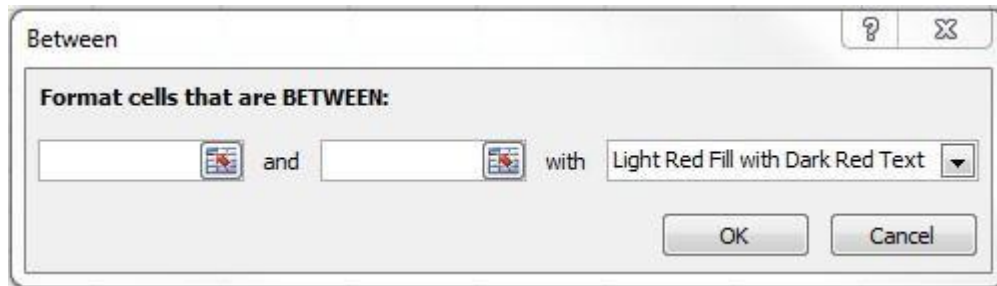 Between
Format cells that are BETWEEN:
and with Light Red Fill with Dark Red Text
OK Cancel